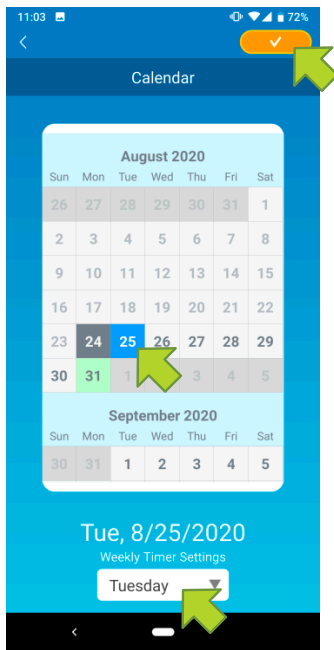 11:03 72%
Calendar
August 2020
Sun Mon Tue Wed Thu Fri Sat
26 27 28 29 30 31 1
2 3 4 5 6 7 8
9 10 11 12 13 14 15
16 17 18 19 20 21 22
23 24 25 26 27 28 29
30 31 1 3 4 5
September 2020
Sun Mon Tue Wed Thu Fri Sat
30 31 1 2 3 4 5
Tue, 8/25/2020
Weekly Timer Settings
Tuesday